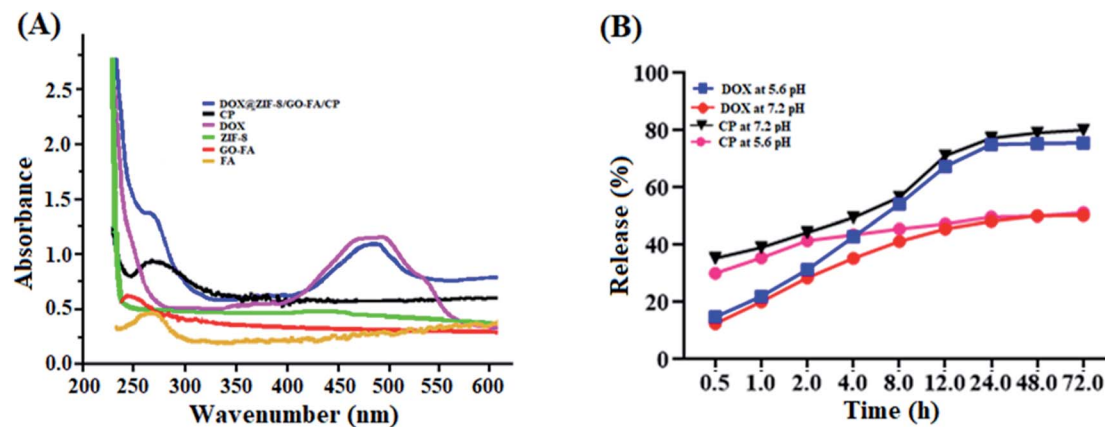 (A)
2.5
2.0
1.5
1.0
0.5
0.0
Absorbance
DOX@ZIF-S/GO-FA/CP
CP
DOX
ZIF-S
GO-FA
FA
200 250 300 350 400 450 500 550 600
Wavenumber (nm)
(B)
100
80
60
40
20
0
Release (%)
DOX at 5.6 pH
DOX at 7.2 pH
CP at 7.2 pH
CP at 5.6 pH
0.5 1.0 2.0 4.0 8.0 12.0 24.0 48.0 72.0
Time (h)